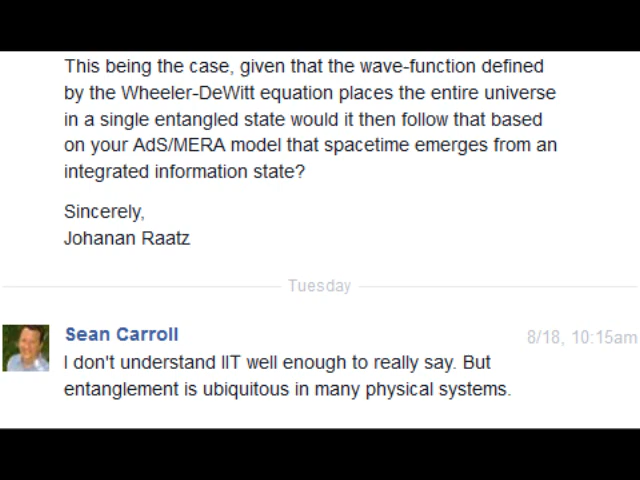 This being the case, given that the wave-function defined
by the Wheeler-DeWitt equation places the entire universe
in a single entangled state would it then follow that based
on your AdS/MERA model that spacetime emerges from an
integrated information state?
Sincerely,
Johanan Raatz
Tuesday
Sean Carroll 8/18, 10:15am
I don't understand IIT well enough to really say. But
entanglement is ubiquitous in many physical systems.